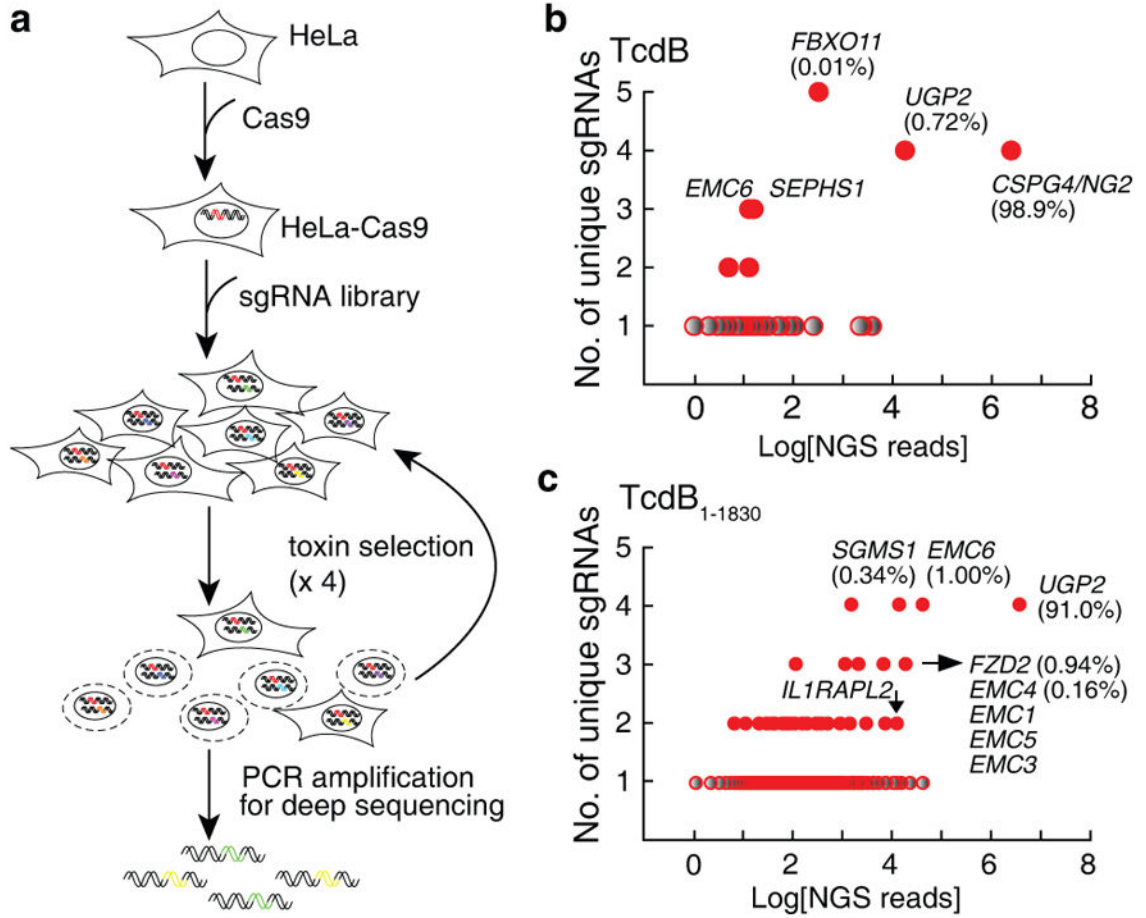 a
HeLa
Cas9
HeLa-Cas9
sgRNA library
toxin selection
(x 4)
PCR amplification
for deep sequencing
b
TcdB
No. of unique sgRNAs
5
4
3
2
1
FBXO11
(0.01%)
UGP2
(0.72%)
CSPG4/NG2
(98.9%)
EMC6 SEPHS1
0 2 4 6 8
Log[NGS reads]
c
TcdB1-1830
No. of unique sgRNAs
5
4
3
2
1
SGMS1 EMC6
(0.34%) (1.00%)
UGP2
(91.0%)
FZD2 (0.94%)
IL1RAPL2
EMC4 (0.16%)
EMC1
EMC5
EMC3
0 2 4 6 8
Log[NGS reads]